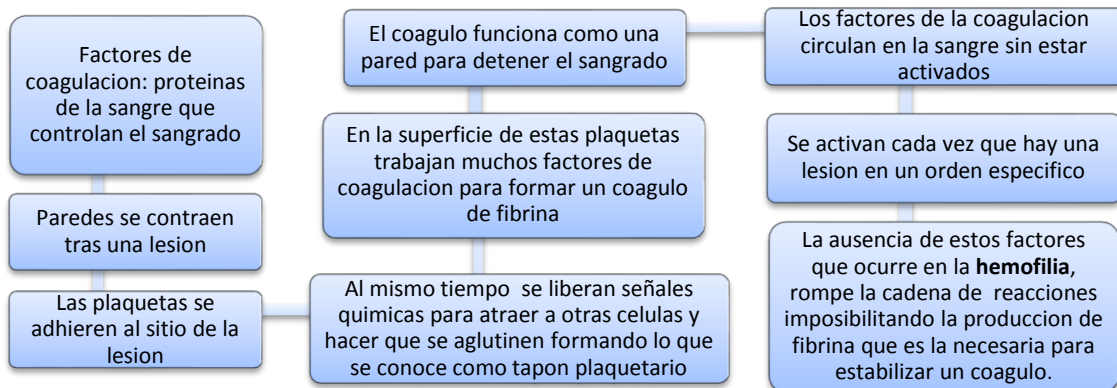 Factores de
coagulacion: proteinas
de la sangre que
controlan el sangrado
Paredes se contraen
tras una lesion
Las plaquetas se
adhieren al sitio de la
lesion
Al mismo tiempo  se liberan señales
quimicas para atraer a otras celulas y
hacer que se aglutinen formando lo que
se conoce como tapon plaquetario
En la superficie de estas plaquetas
trabajan muchos factores de
coagulacion para formar un coagulo
de fibrina
El coagulo funciona como una
pared para detener el sangrado
Los factores de la coagulacion
circulan en la sangre sin estar
activados
Se activan cada vez que hay una
lesion en un orden especifico
La ausencia de estos factores
que ocurre en la hemofilia,
rompe la cadena de  reacciones
imposibilitando la produccion de
fibrina que es la necesaria para
estabilizar un coagulo.